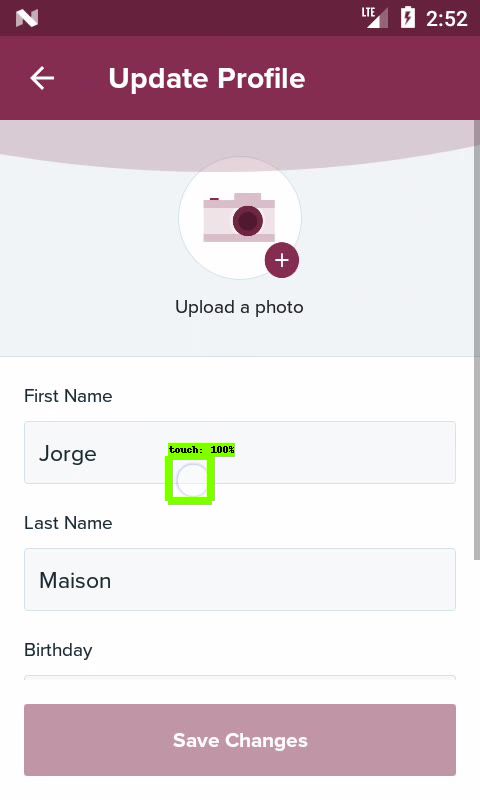 LTE 2:52
Update Profile
Upload a photo
First Name
Jorge
touch: 100%
Last Name
Maison
Birthday
Save Changes